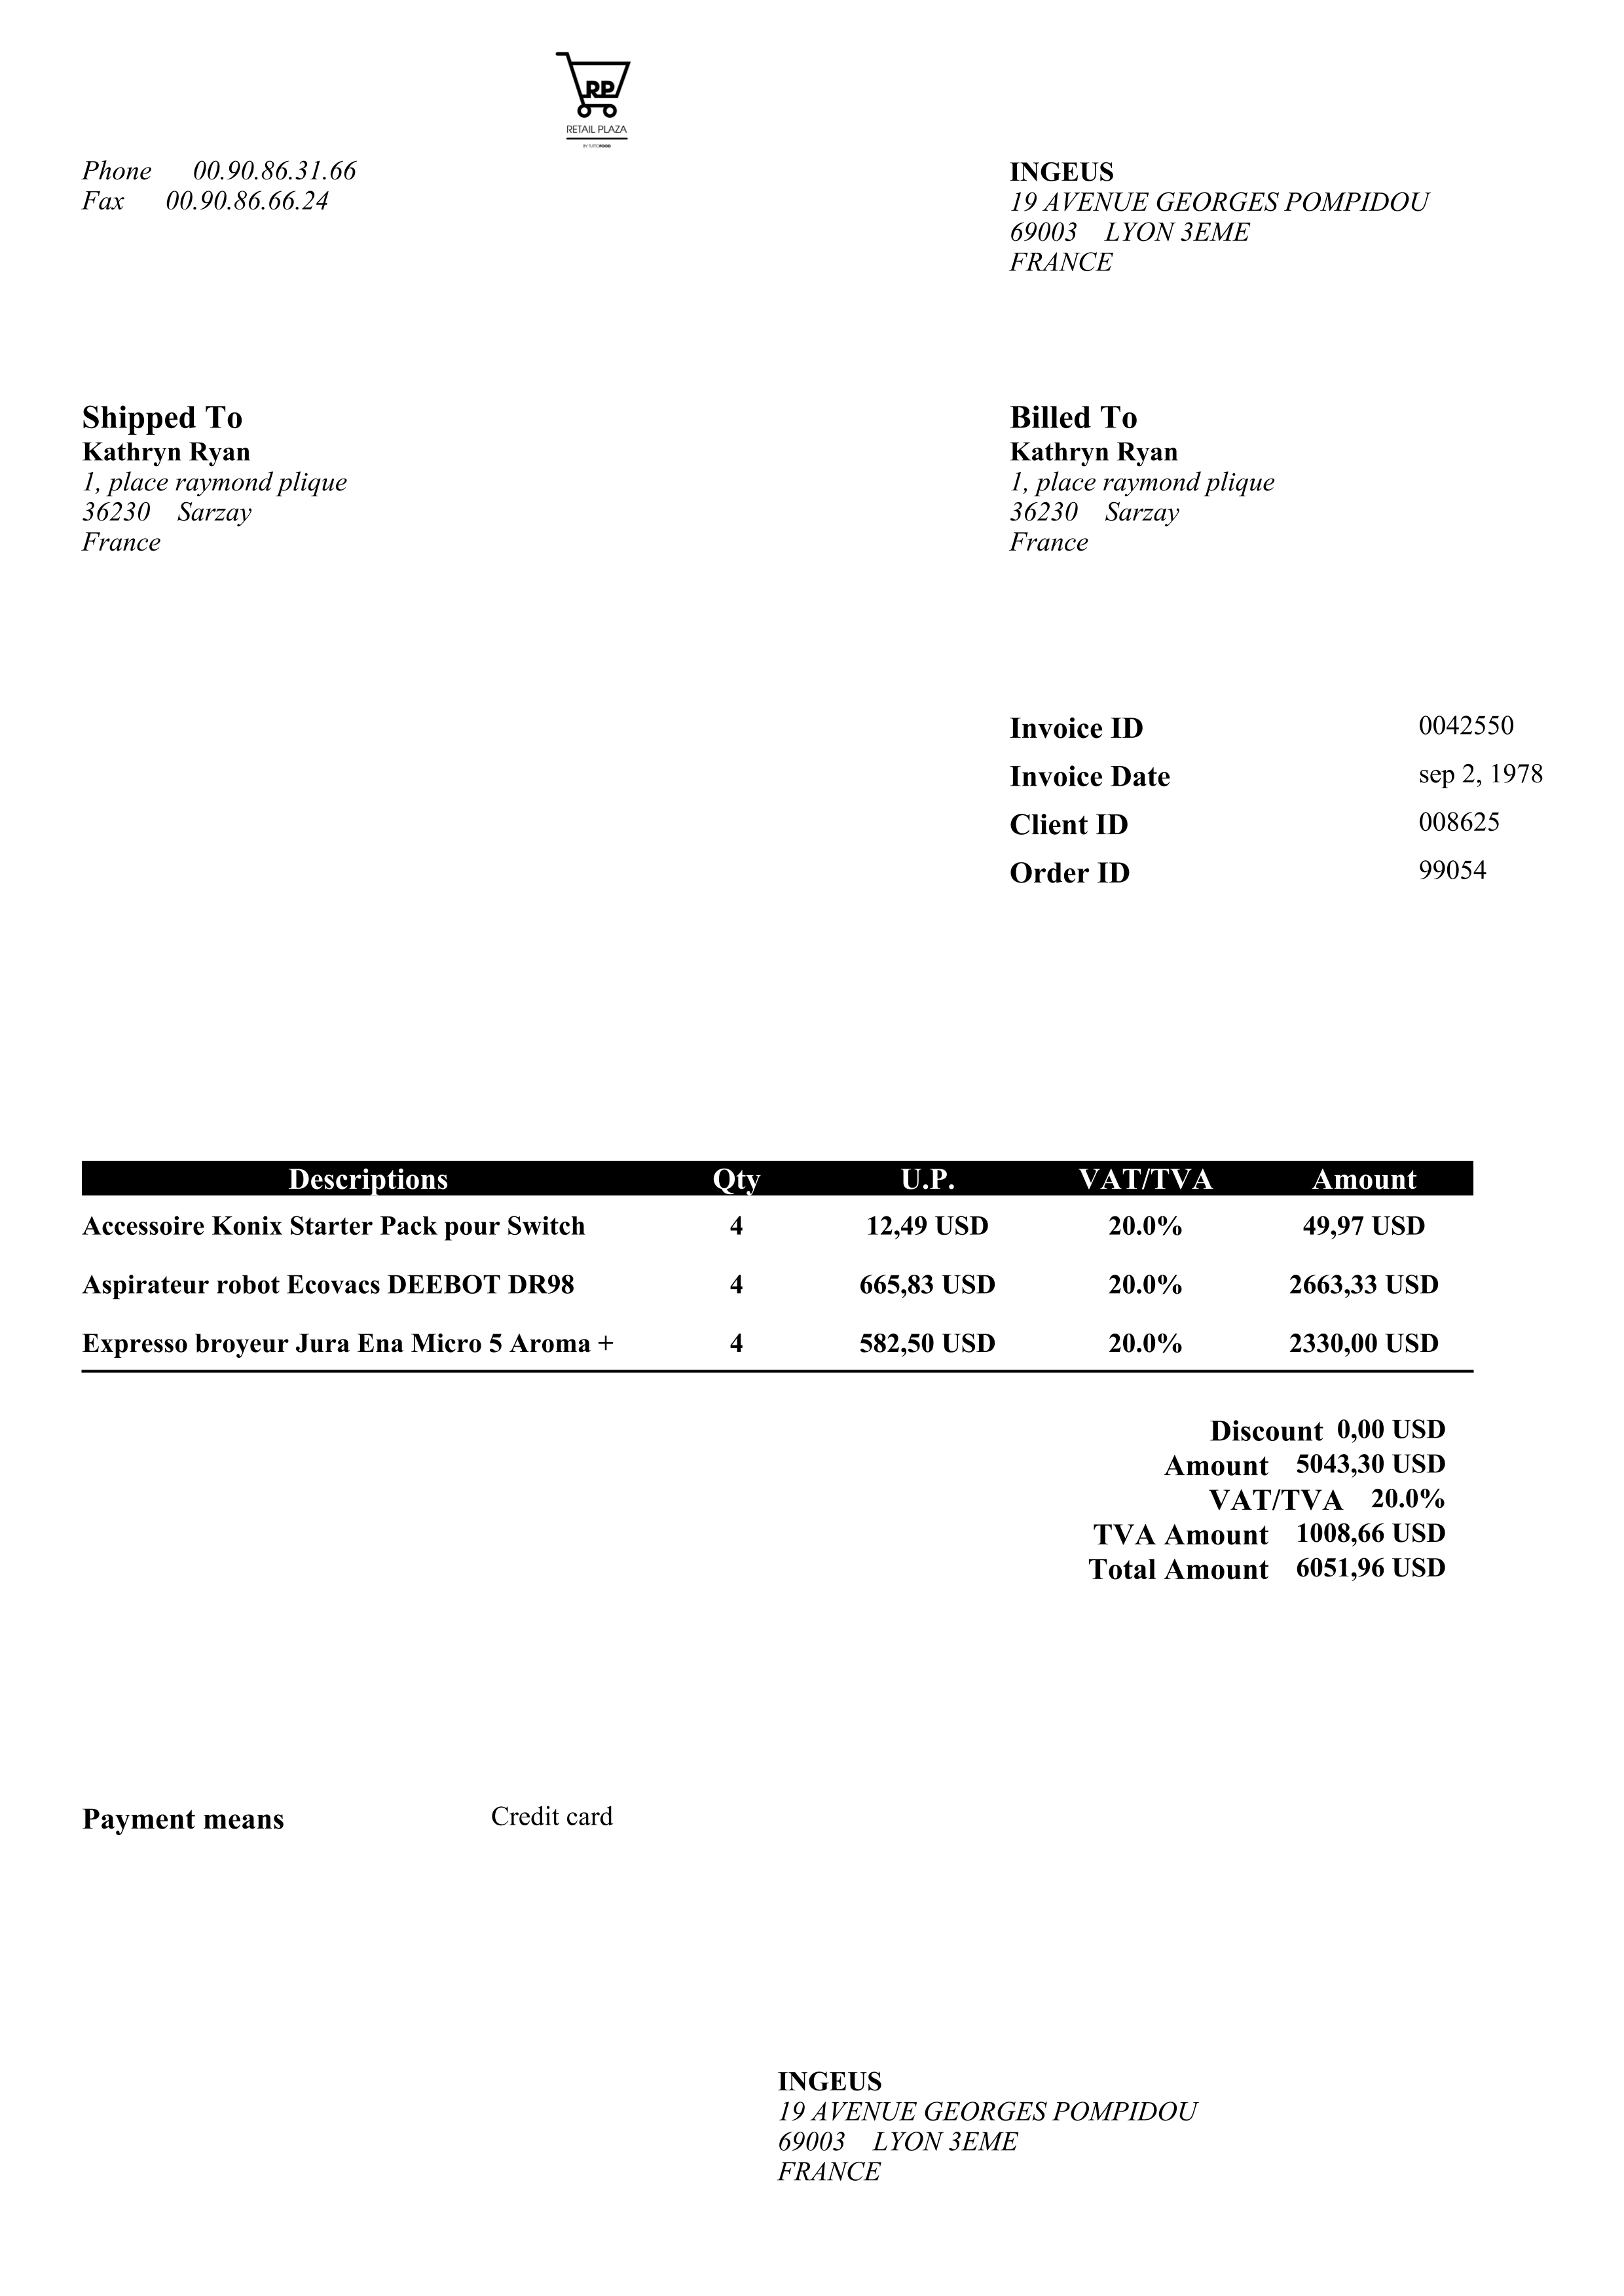 RP
RETAIL PLAZA
BY TUTTOFOOD
Phone 00.90.86.31.66
Fax 00.90.86.66.24
INGEUS
19 AVENUE GEORGES POMPIDOU
69003 LYON 3EME
FRANCE
Shipped To
Kathryn Ryan
1, place raymond plique
36230 Sarzay
France
Billed To
Kathryn Ryan
1, place raymond plique
36230 Sarzay
France
Invoice ID 0042550
Invoice Date sep 2, 1978
Client ID 008625
Order ID 99054
Descriptions Qty U.P. VAT/TVA Amount
Accessoire Konix Starter Pack pour Switch 4 12,49 USD 20.0% 49,97 USD
Aspirateur robot Ecovacs DEEBOT DR98 4 665,83 USD 20.0% 2663,33 USD
Expresso broyeur Jura Ena Micro 5 Aroma + 4 582,50 USD 20.0% 2330,00 USD
Discount 0,00 USD
Amount 5043,30 USD
VAT/TVA 20.0%
TVA Amount 1008,66 USD
Total Amount 6051,96 USD
Payment means Credit card
INGEUS
19 AVENUE GEORGES POMPIDOU
69003 LYON 3EME
FRANCE